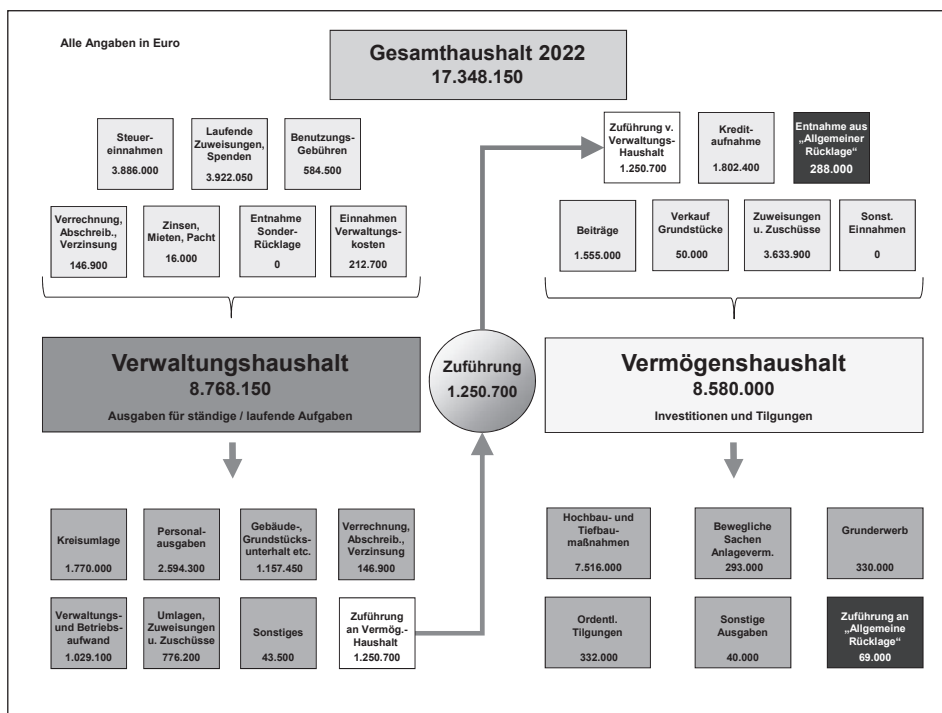 Alle Angaben in Euro
Gesamthaushalt 2022
17.348.150
Steuer-
einnahmen
3.886.000
Laufende
Zuweisungen,
Spenden
3.922.050
Benutzungs-
Gebühren
584.500
Zuführung v.
Verwaltungs-
Haushalt
1.250.700
Kredit-
aufnahme
1.802.400
Entnahme aus
„Allgemeiner
Rücklage"
288.000
Verrechnung,
Abschreib.,
Verzinsung
146.900
Zinsen,
Mieten, Pacht
16.000
Entnahme
Sonder-
Rücklage
0
Einnahmen
Verwaltungs-
kosten
212.700
Beiträge
1.555.000
Verkauf
Grundstücke
50.000
Zuweisungen
u. Zuschüsse
3.633.900
Sonst.
Einnahmen
0
Verwaltungshaushalt
8.768.150
Ausgaben für ständige / laufende Aufgaben
Zuführung
1.250.700
Vermögenshaushalt
8.580.000
Investitionen und Tilgungen
Kreisumlage
1.770.000
Personal-
ausgaben
2.594.300
Gebäude-,
Grundstücks-
unterhalt etc.
1.157.450
Verrechnung,
Abschreib.,
Verzinsung
146.900
Hochbau- und
Tiefbau-
maßnahmen
7.516.000
Bewegliche
Sachen
Anlageverm.
293.000
Grunderwerb
330.000
Verwaltungs-
und Betriebs-
aufwand
1.029.100
Umlagen,
Zuweisungen
u. Zuschüsse
776.200
Sonstiges
43.500
Zuführung
an Vermög.-
Haushalt
1.250.700
Ordentl.
Tilgungen
332.000
Sonstige
Ausgaben
40.000
Zuführung an
„Allgemeine
Rücklage"
69.000